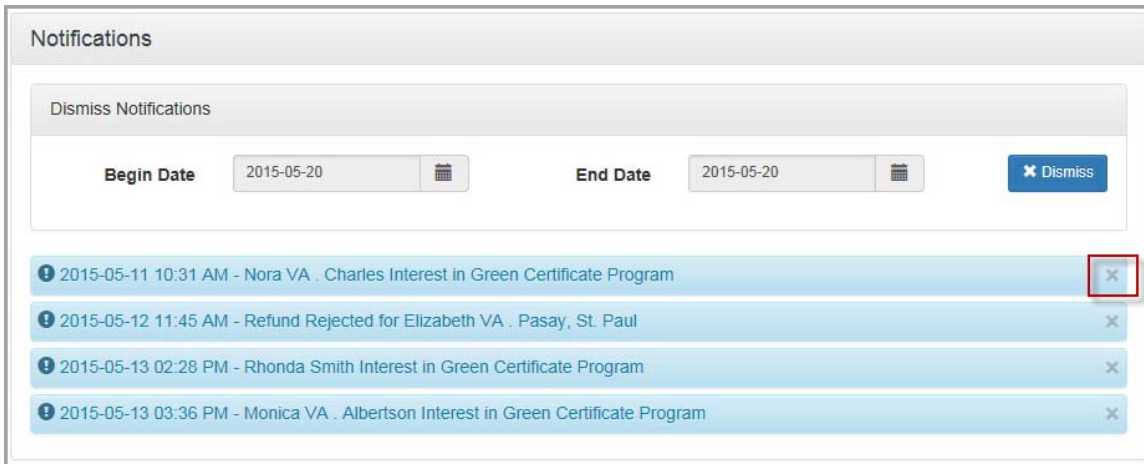 Notifications
Dismiss Notifications
Begin Date 2015-05-20 End Date 2015-05-20 Dismiss
2015-05-11 10:31 AM - Nora VA . Charles Interest in Green Certificate Program
2015-05-12 11:45 AM - Refund Rejected for Elizabeth VA . Pasay, St. Paul
2015-05-13 02:28 PM - Rhonda Smith Interest in Green Certificate Program
2015-05-13 03:36 PM - Monica VA . Albertson Interest in Green Certificate Program